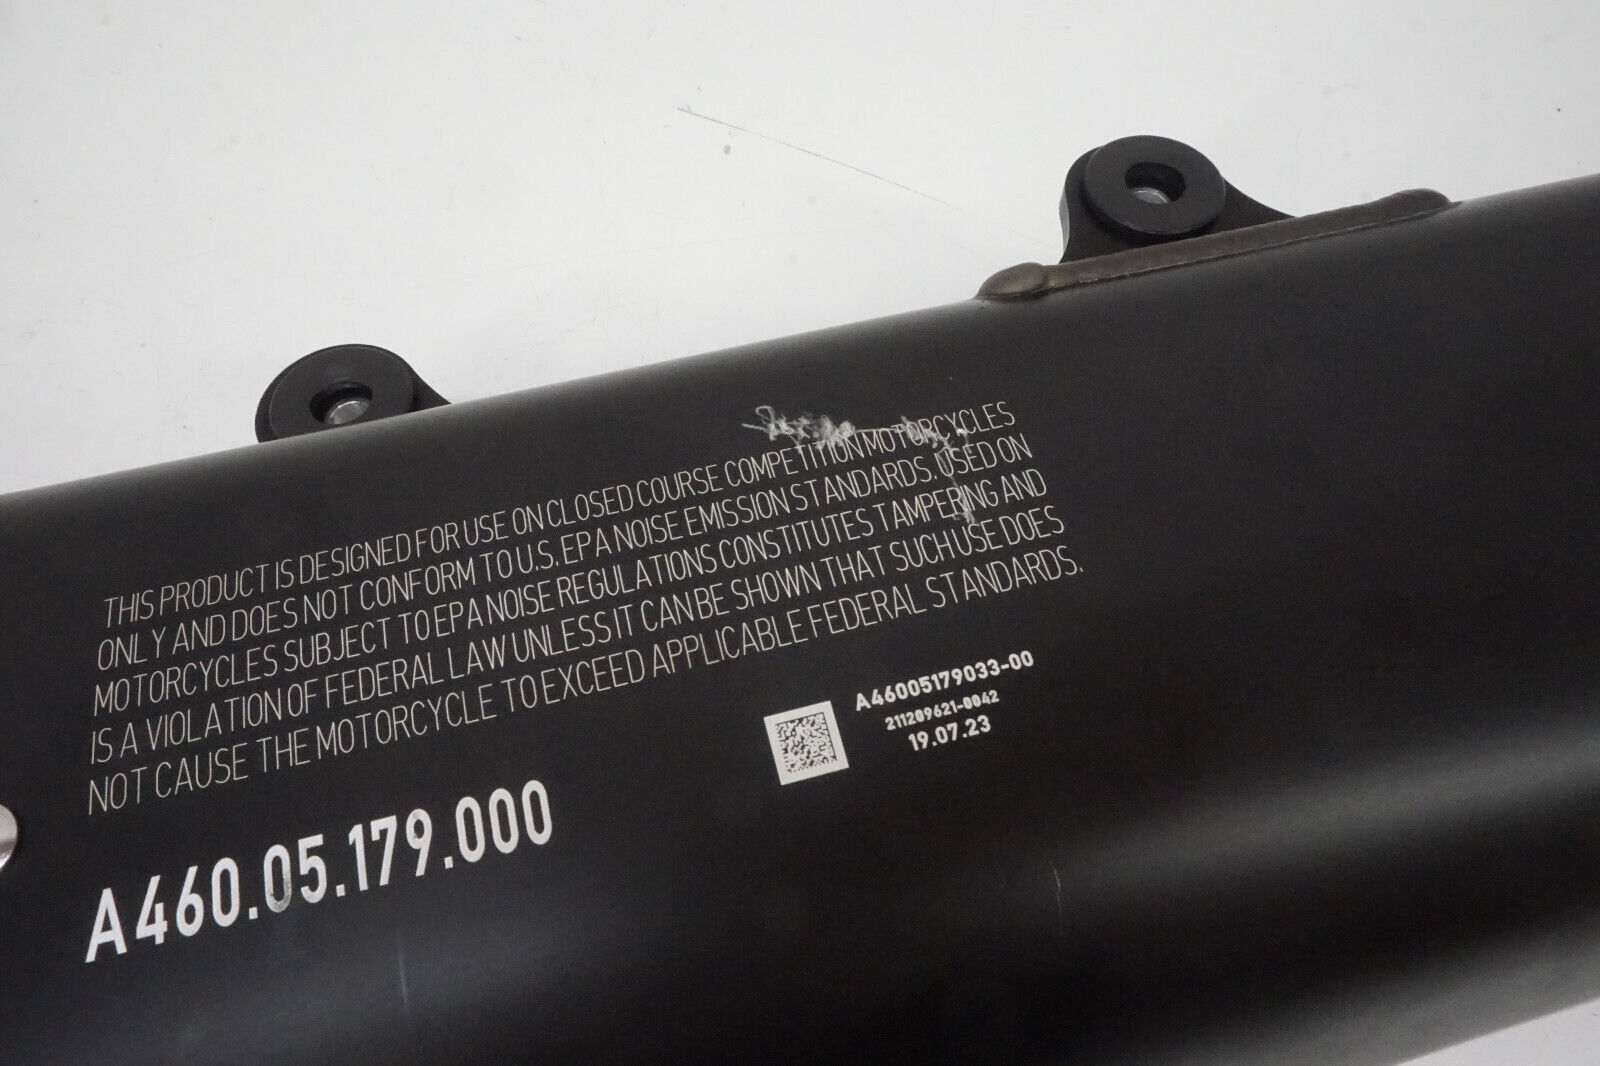 THIS PRODUCT IS DESIGNED FOR USE ON CLOSED COURSE COMPETITION MOTORCYCLES
ONLY AND DOES NOT CONFORM TO U.S. EPA NOISE EMISSION STANDARDS. USED ON
MOTORCYCLES SUBJECT TO EPA NOISE REGULATIONS CONSTITUTES TAMPERING AND
IS A VIOLATION OF FEDERAL LAW UNLESS IT CAN BE SHOWN THAT SUCH USE DOES
NOT CAUSE THE MOTORCYCLE TO EXCEED APPLICABLE FEDERAL STANDARDS.
A46005179033-00
211209621-0042
19.07.23
A460.05.179.000